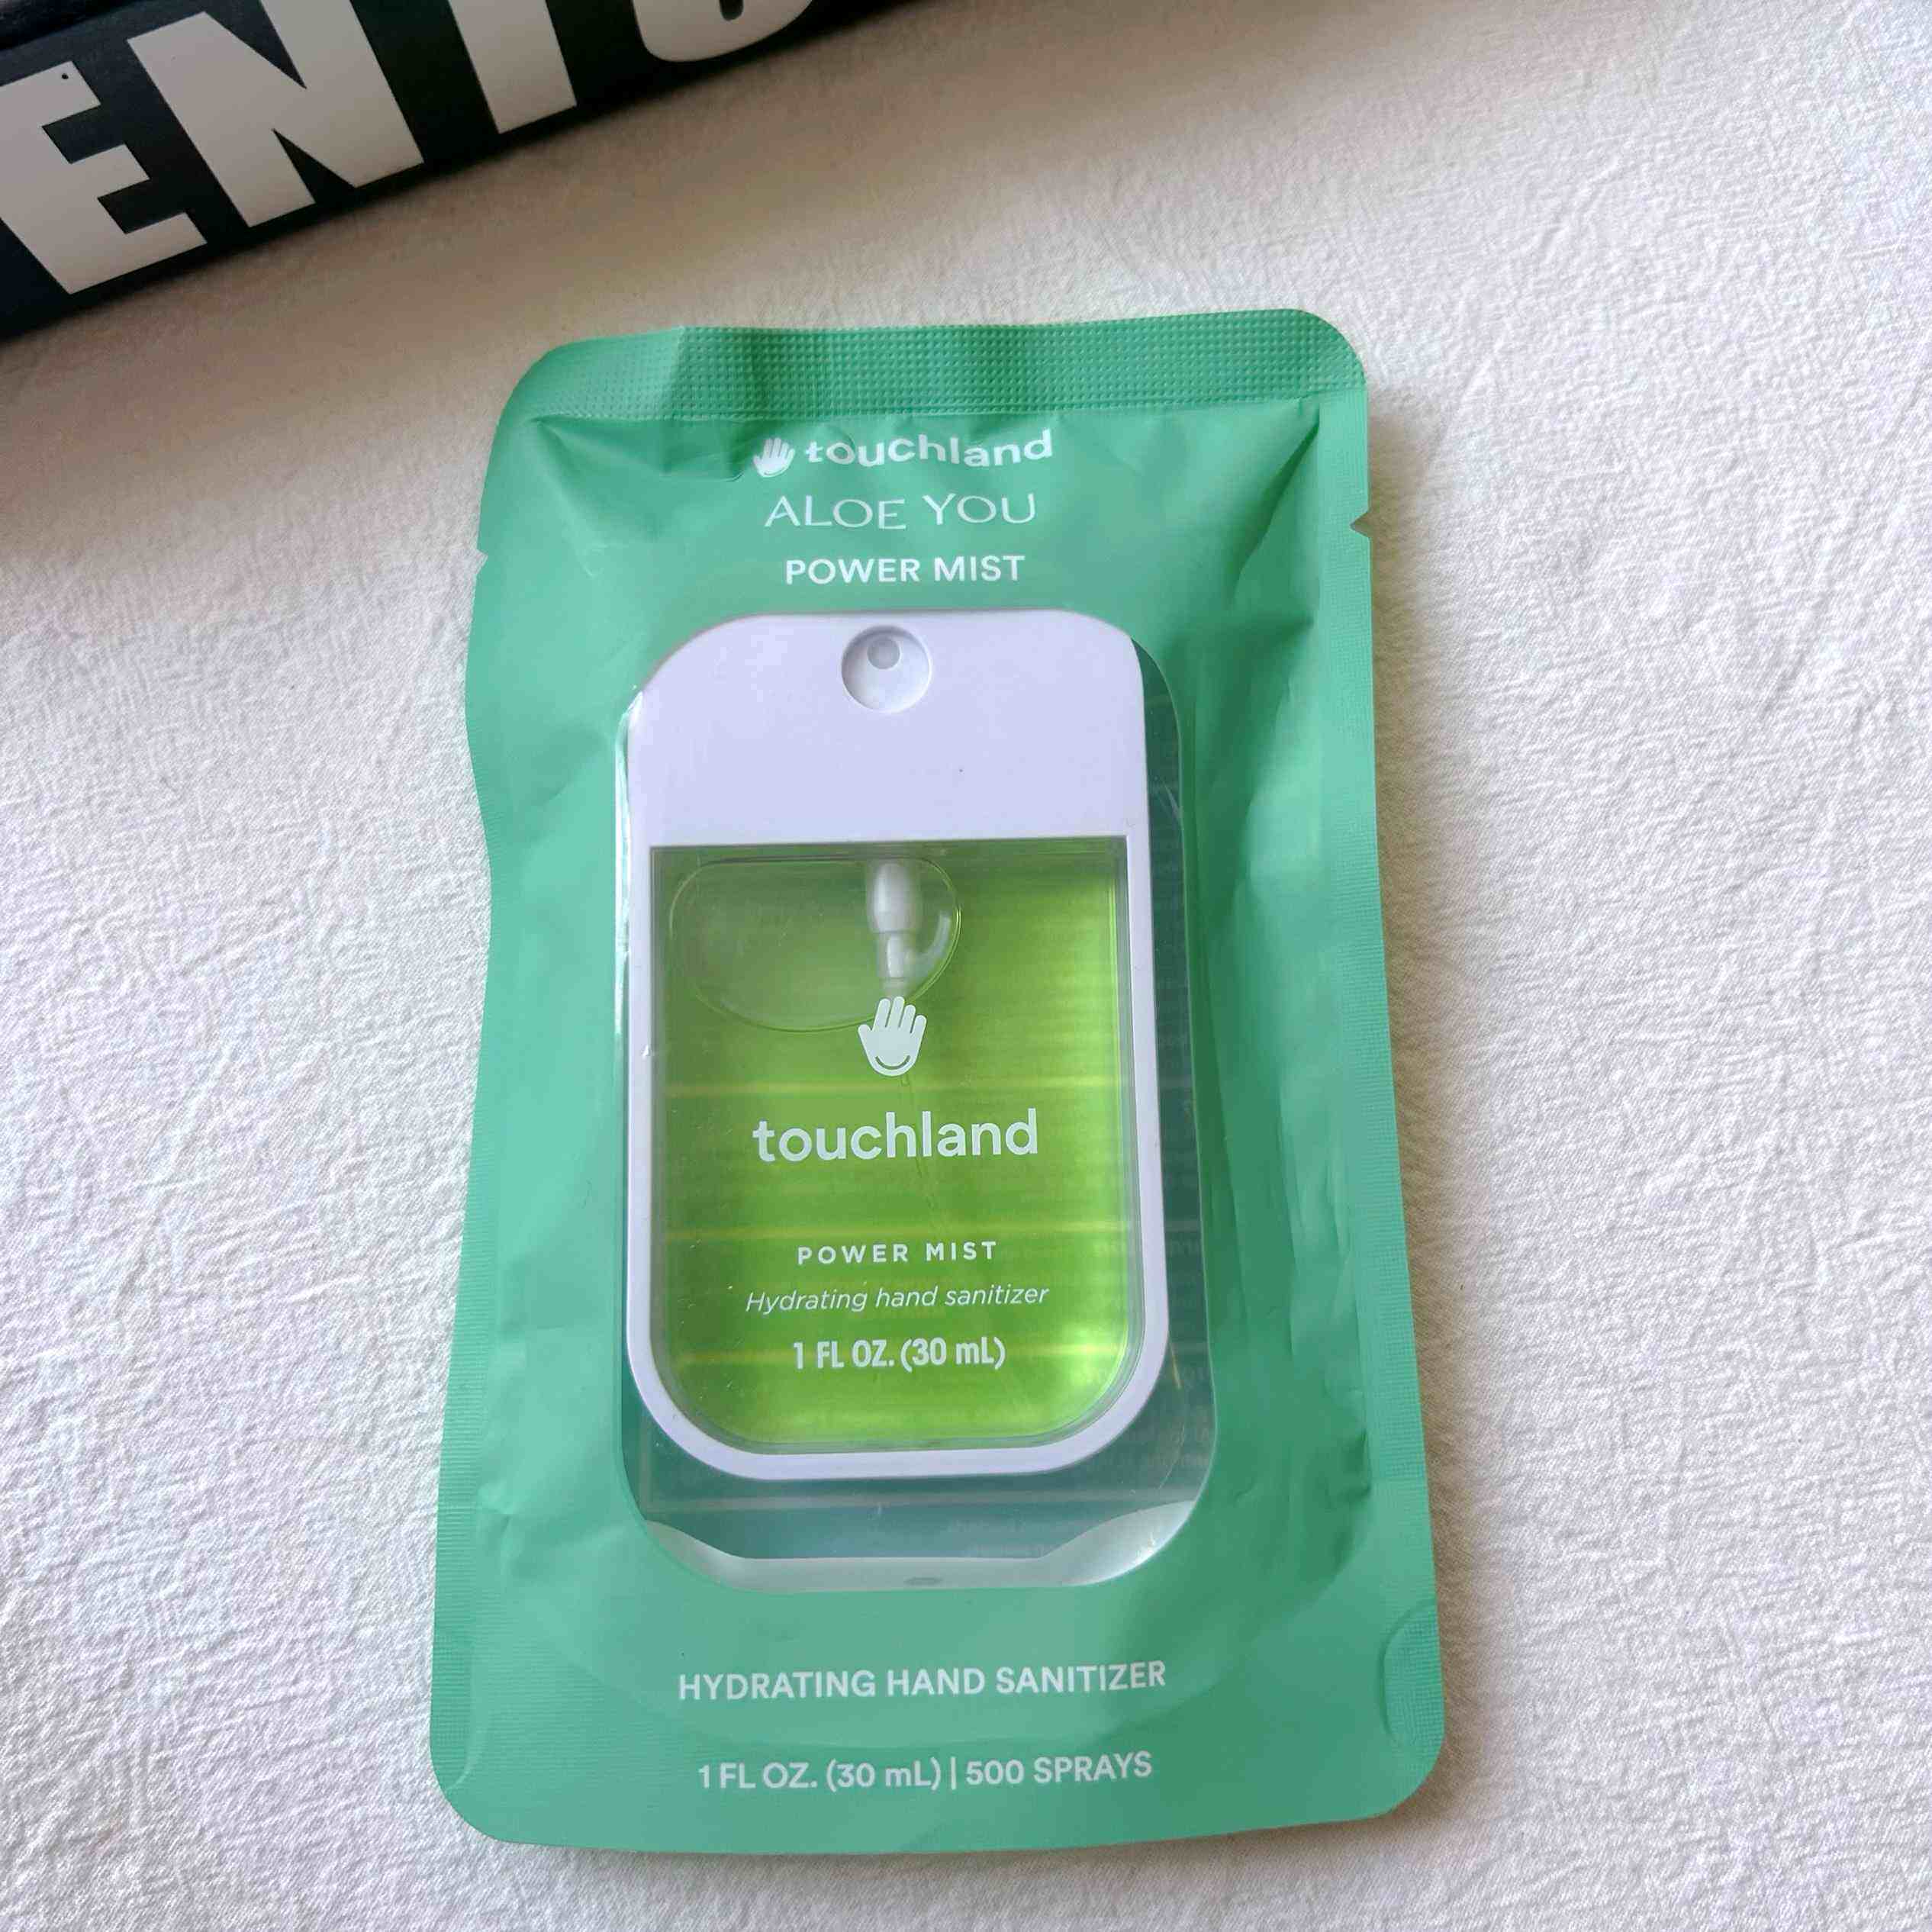 touchland
ALOE YOU
POWER MIST
touchland
POWER MIST
Hydrating hand sanitizer
1 FL OZ. (30 mL)
HYDRATING HAND SANITIZER
1 FL OZ. (30 mL) | 500 SPRAYS